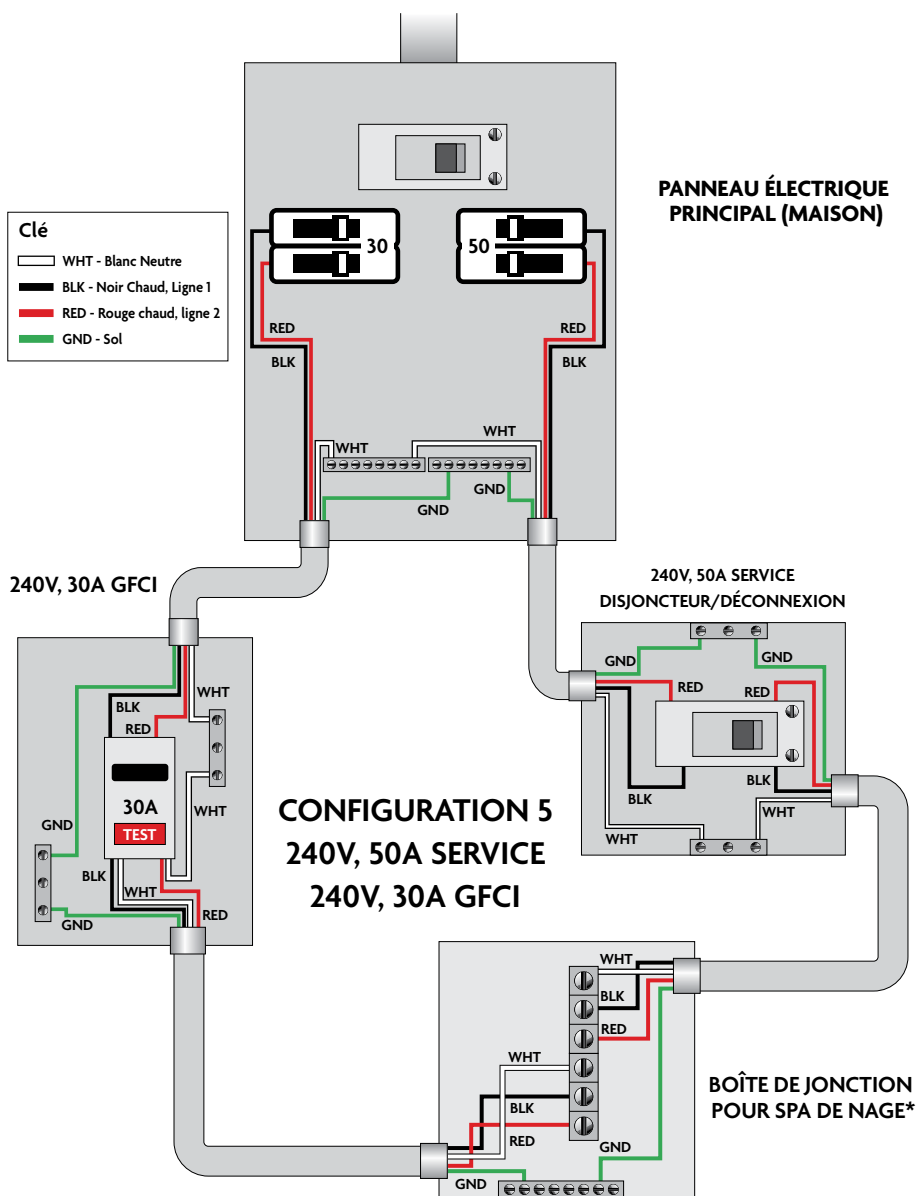 PANNEAU ÉLECTRIQUE
PRINCIPAL (MAISON)
Clé
WHT - Blanc Neutre
BLK - Noir Chaud, Ligne 1
RED - Rouge chaud, ligne 2
GND - Sol
30
50
RED
RED
BLK
BLK
WHT
WHT
GND
GND
240V, 30A GFCI
240V, 50A SERVICE
DISJONCTEUR/DÉCONNEXION
GND
GND
RED
RED
BLK
BLK
WHT
WHT
WHT
BLK
RED
30A
TEST
WHT
GND
BLK
WHT
RED
GND
CONFIGURATION 5
240V, 50A SERVICE
240V, 30A GFCI
WHT
BLK
RED
WHT
BLK
RED
GND
GND
BOÎTE DE JONCTION
POUR SPA DE NAGE*